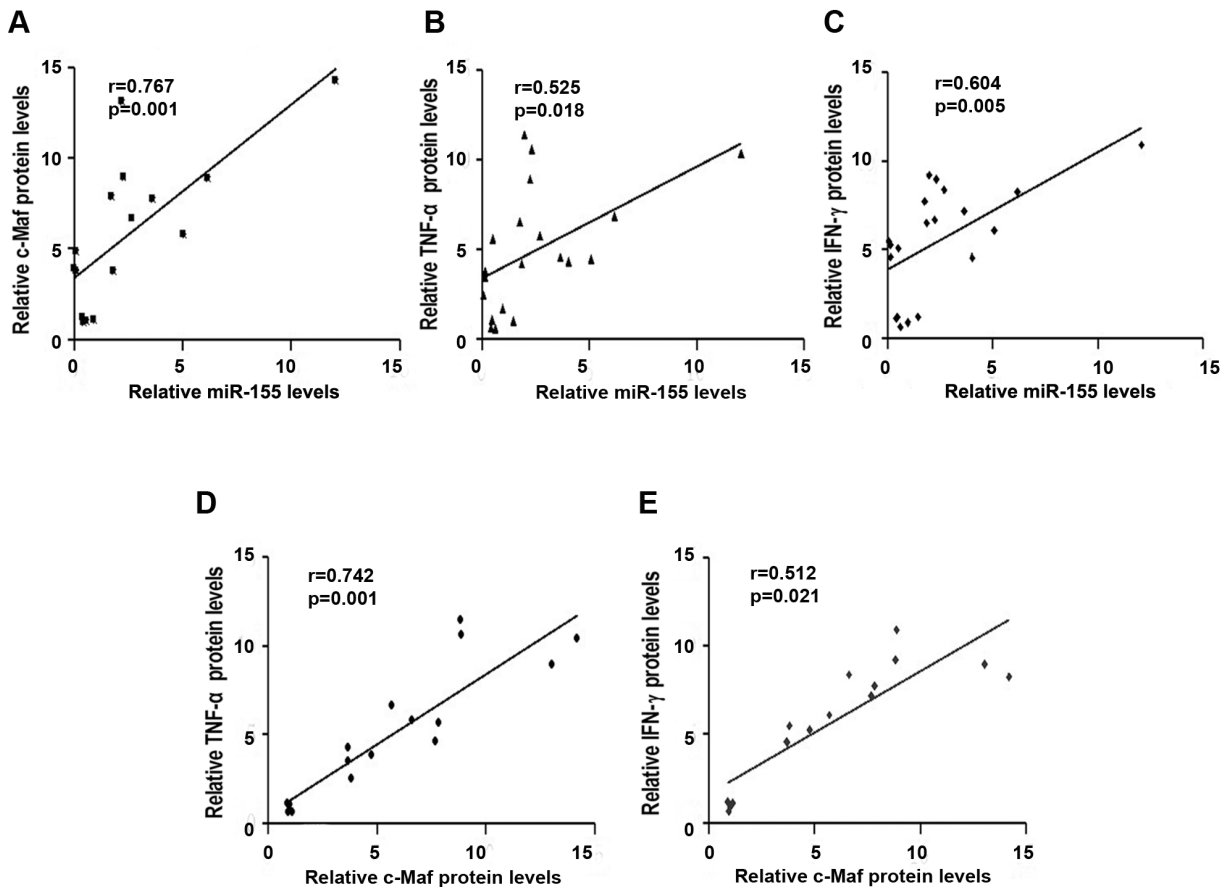 A
B
C
r=0.767
p=0.001
r=0.525
p=0.018
r=0.604
p=0.005
Relative c-Maf protein levels
15
10
5
0
0 5 10 15
Relative miR-155 levels
Relative TNF-α protein levels
15
10
5
0
0 5 10 15
Relative miR-155 levels
Relative IFN-γ protein levels
15
10
5
0
0 5 10 15
Relative miR-155 levels
D
E
r=0.742
p=0.001
r=0.512
p=0.021
Relative TNF-α protein levels
15
10
5
0
0 5 10 15
Relative c-Maf protein levels
Relative IFN-γ protein levels
15
10
5
0
0 5 10 15
Relative c-Maf protein levels